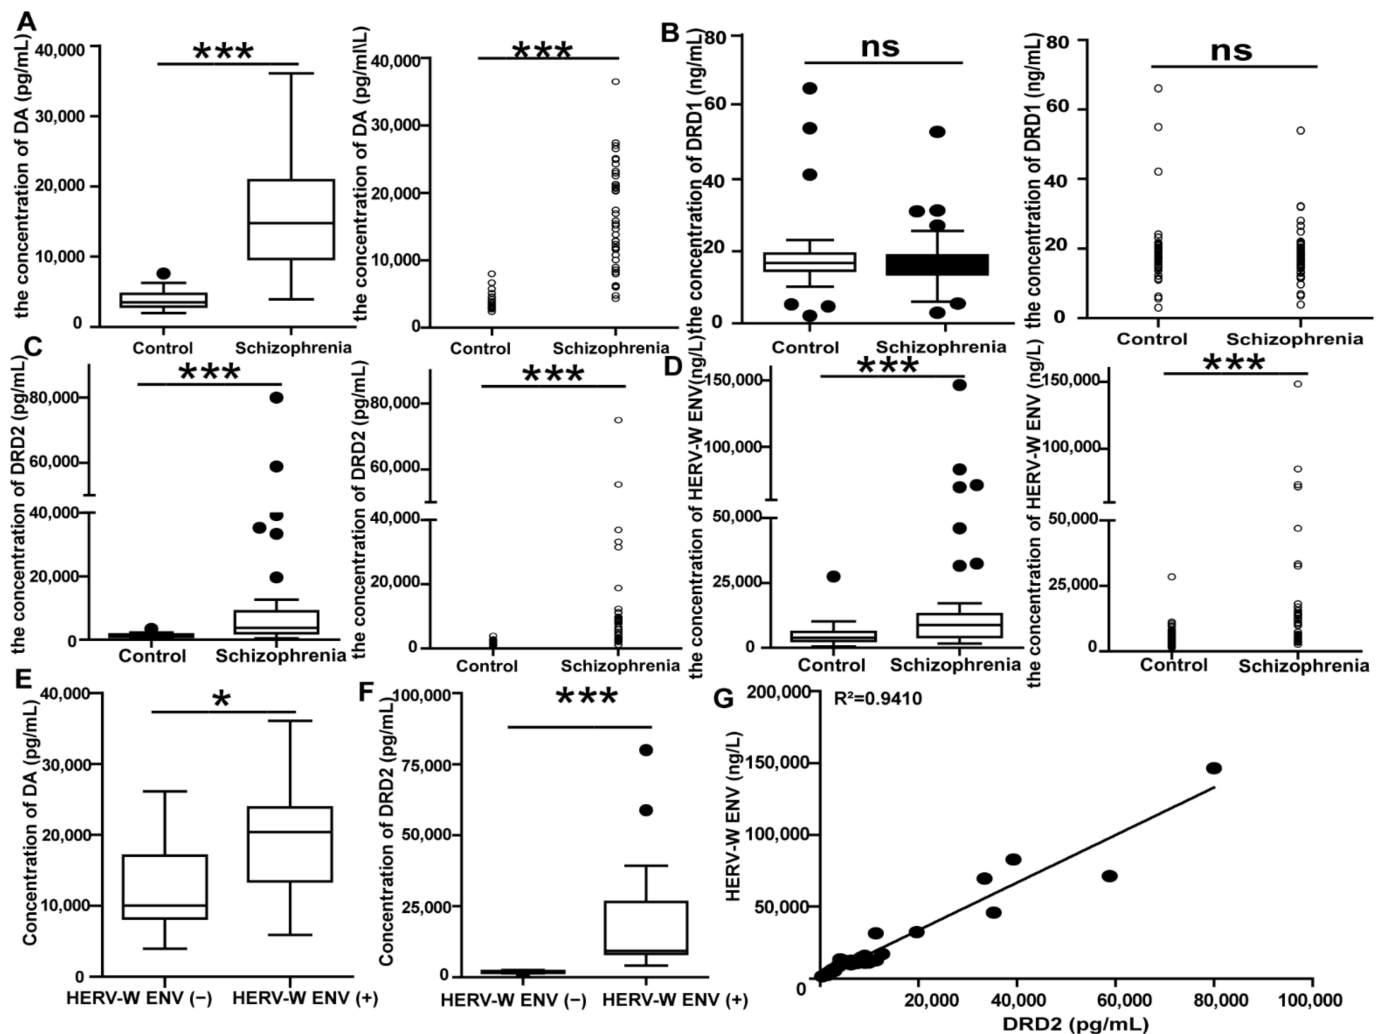 A
the concentration of DA (pg/mL)
40,000
30,000
20,000
10,000
0
***
Control
Schizophrenia
the concentration of DA (pg/ml\L)
40,000
30,000
20,000
10,000
0
***
Control
Schizophrenia
B
the concentration of DRD1 (ng/mL)
80
60
40
20
0
ns
Control
Schizophrenia
the concentration of DRD1 (ng/mL)
80
60
40
20
0
ns
Control
Schizophrenia
C
the concentration of DRD2 (pg/mL)
80,000
60,000
40,000
20,000
0
***
Control
Schizophrenia
the concentration of DRD2 (pg/mL)
80,000
60,000
40,000
20,000
0
***
Control
Schizophrenia
D
the concentration of HERV-W ENV(ng/L)
150,000
100,000
50,000
25,000
0
***
Control
Schizophrenia
the concentration of HERV-W ENV (ng/L)
150,000
100,000
50,000
25,000
0
***
Control
Schizophrenia
E
Concentration of DA (pg/mL)
40,000
30,000
20,000
10,000
0
*
HERV-W ENV (−)
HERV-W ENV (+)
F
Concentration of DRD2 (pg/mL)
100,000
75,000
50,000
25,000
0
***
HERV-W ENV (−)
HERV-W ENV (+)
G
HERV-W ENV (ng/L)
200,000
150,000
100,000
50,000
0
R²=0.9410
20,000
40,000
60,000
80,000
100,000
DRD2 (pg/mL)